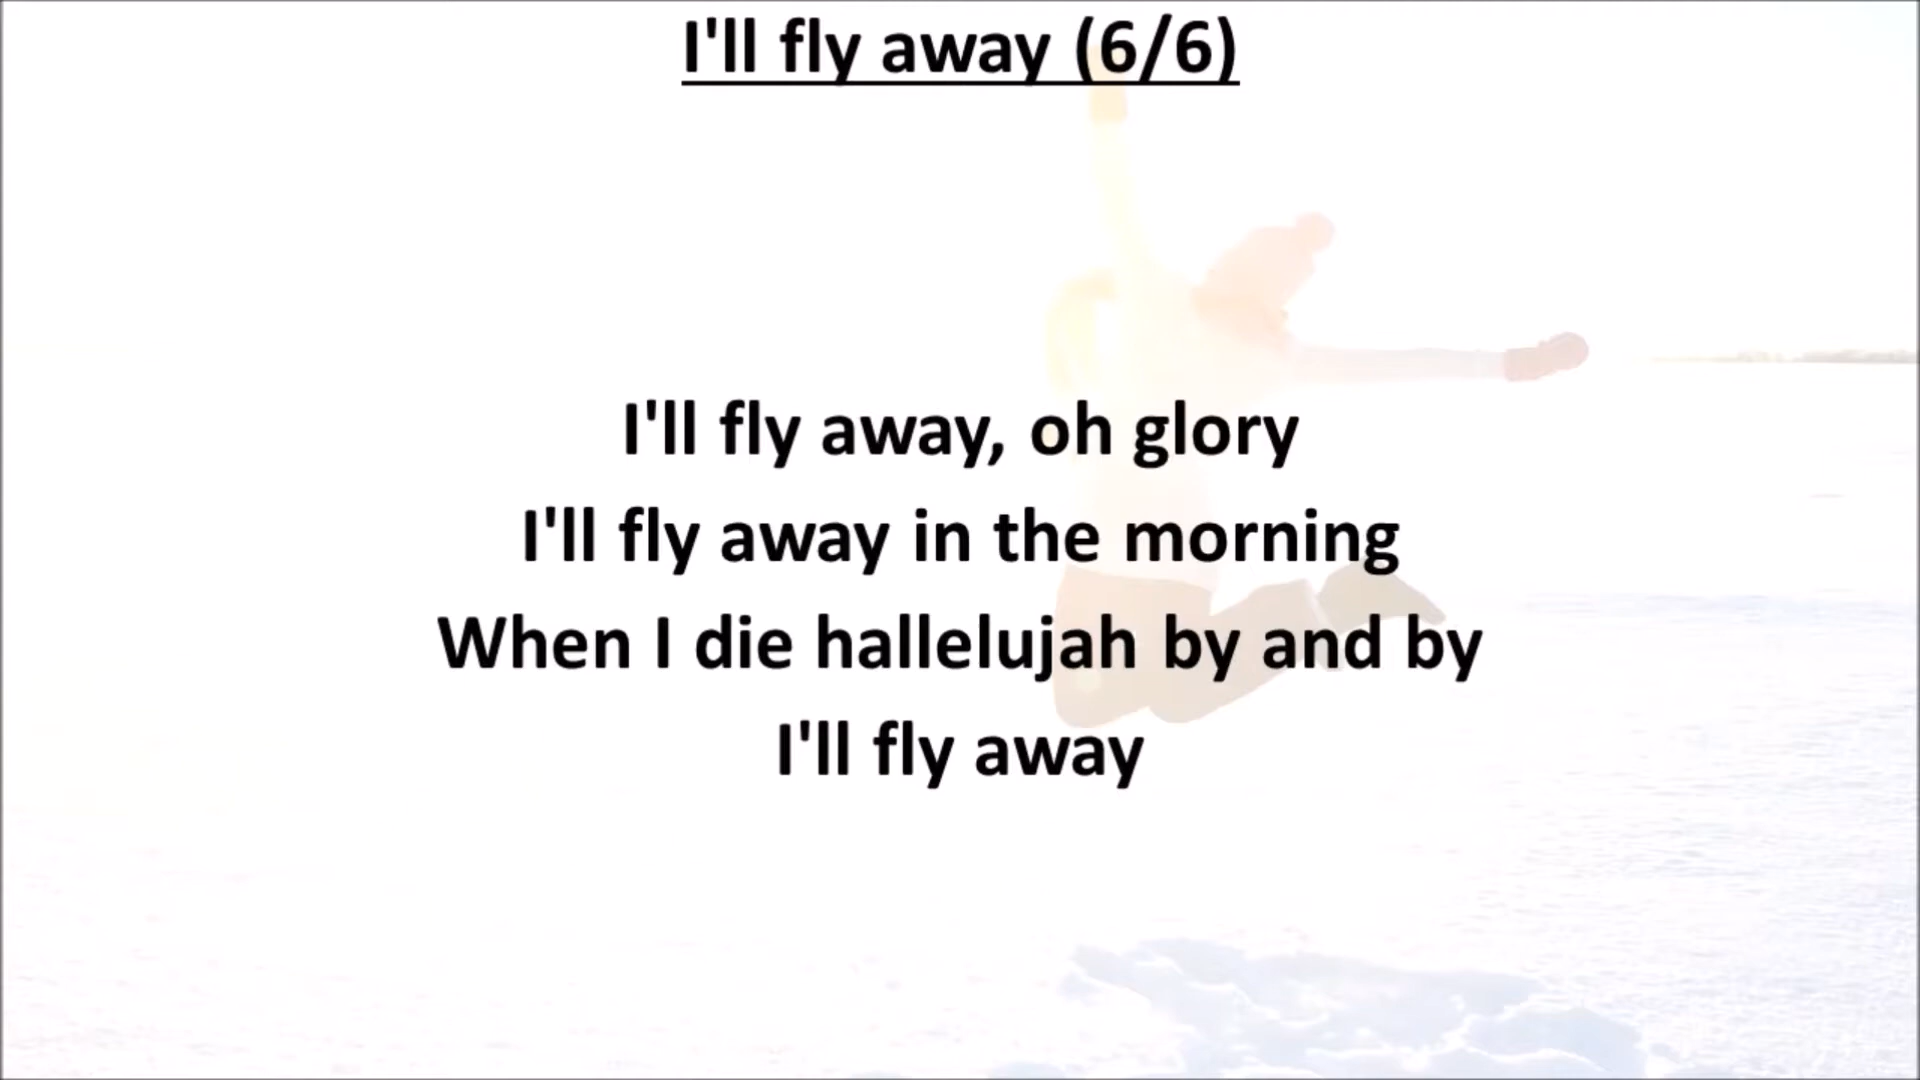 I'll fly away (6/6)
I'll fly away, oh glory
I'll fly away in the morning
When I die hallelujah by and by
I'll fly away